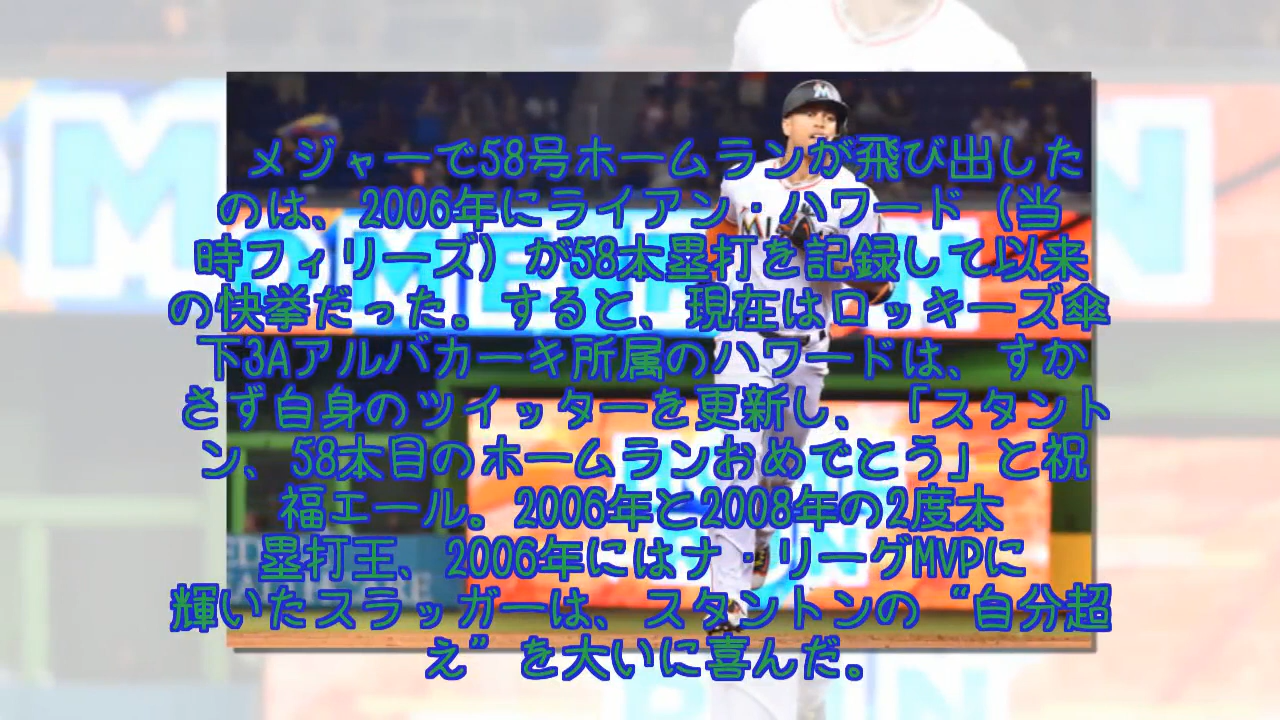 メジャーで58号ホームランが飛び出した
のは、2006年にライアン・ハワード（当
時フィリーズ）が58本塁打を記録して以来
の快挙だった。すると、現在はロッキーズ傘
下3Aアルバカーキ所属のハワードは、すか
さず自身のツイッターを更新し、「スタント
ン、58本目のホームランおめでとう」と祝
福エール。2006年と2008年の2度本
塁打王、2006年にはナ・リーグMVPに
輝いたスラッガーは、スタントンの“自分超
え”を大いに喜んだ。